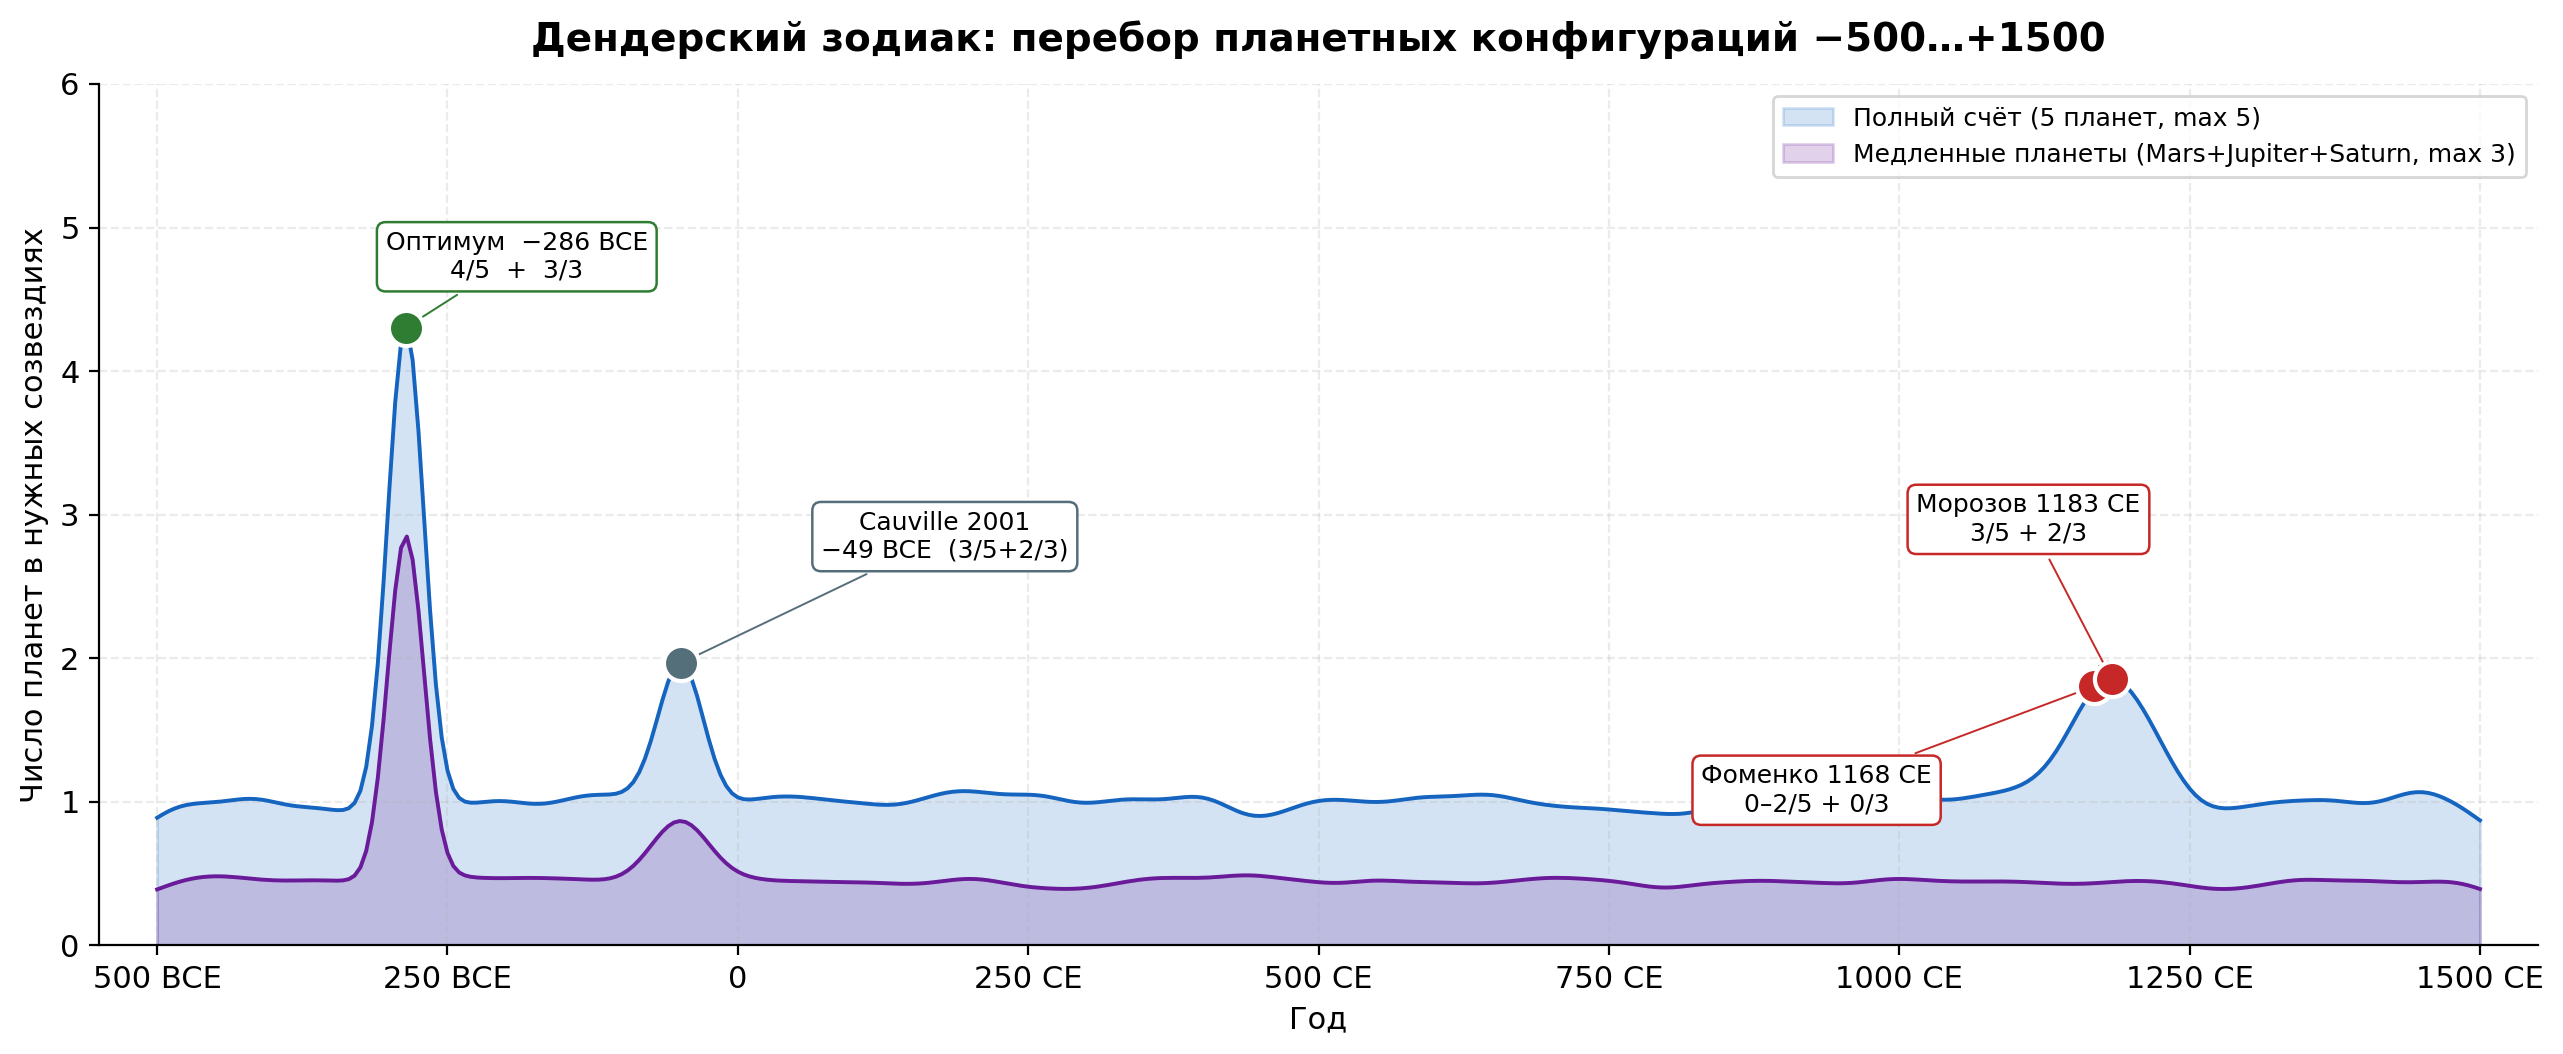 Дендерский зодиак: перебор планетных конфигураций −500…+1500
Число планет в нужных созвездиях
6
5
4
3
2
1
0
Полный счёт (5 планет, max 5)
Медленные планеты (Mars+Jupiter+Saturn, max 3)
Оптимум −286 BCE
4/5 + 3/3
Cauville 2001
−49 BCE (3/5+2/3)
Морозов 1183 CE
3/5 + 2/3
Фоменко 1168 CE
0–2/5 + 0/3
500 BCE
250 BCE
0
250 CE
500 CE
750 CE
1000 CE
1250 CE
1500 CE
Год